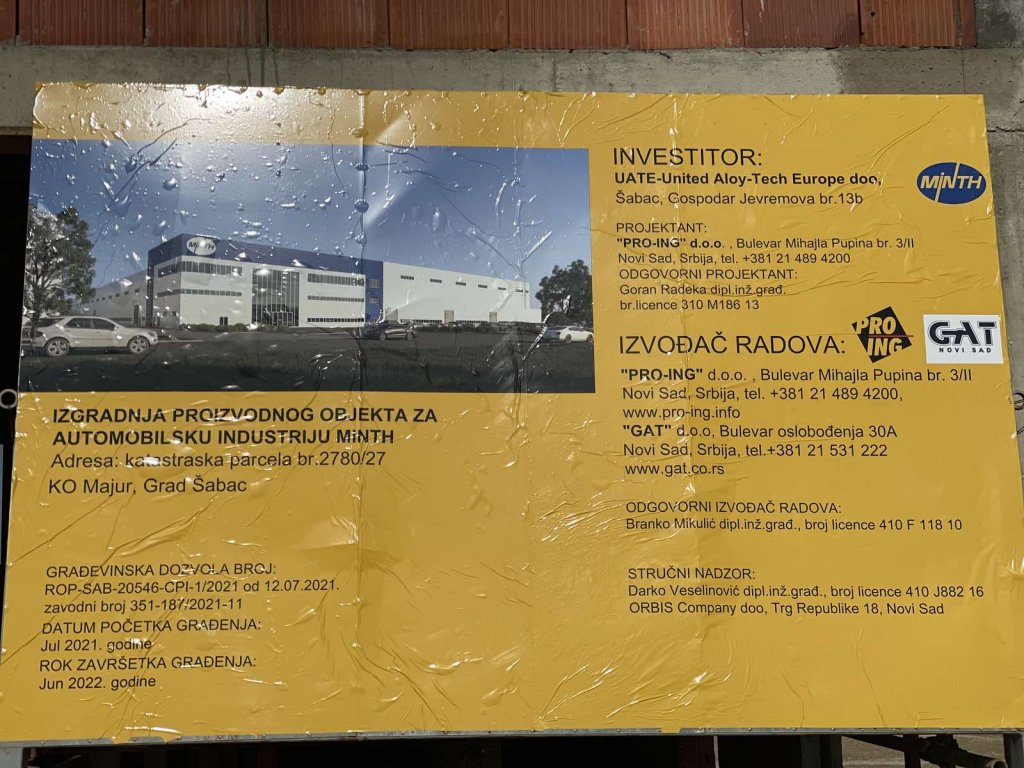 MINTH
IZGRADNJA PROIZVODNOG OBJEKTA ZA
AUTOMOBILSKU INDUSTRIJU MINTH
Adresa: katastraska parcela br.2780/27
KO Majur, Grad Šabac
GRAĐEVINSKA DOZVOLA BROJ:
ROP-SAB-20546-CPI-1/2021 od 12.07.2021.
zavodni broj 351-187/2021-11
DATUM POČETKA GRAĐENJA:
Jul 2021. godine
ROK ZAVRŠETKA GRAĐENJA:
Jun 2022. godine
INVESTITOR:
UATE-United Aloy-Tech Europe doo,
Šabac, Gospodar Jevremova br.13b
MINTH
PROJEKTANT:
"PRO-ING" d.o.o. , Bulevar Mihajla Pupina br. 3/II
Novi Sad, Srbija, tel. +381 21 489 4200
ODGOVORNI PROJEKTANT:
Goran Radeka dipl.inž.građ.
br.licence 310 M186 13
IZVOĐAČ RADOVA:
PRO
ING
GAT
NOVI SAD
"PRO-ING" d.o.o. , Bulevar Mihajla Pupina br. 3/II
Novi Sad, Srbija, tel. +381 21 489 4200,
www.pro-ing.info
"GAT" d.o.o, Bulevar oslobođenja 30A
Novi Sad, Srbija, tel.+381 21 531 222
www.gat.co.rs
ODGOVORNI IZVOĐAČ RADOVA:
Branko Mikulić dipl.inž.građ., broj licence 410 F 118 10
STRUČNI NADZOR:
Darko Veselinović dipl.inž.građ., broj licence 410 J882 16
ORBIS Company doo, Trg Republike 18, Novi Sad